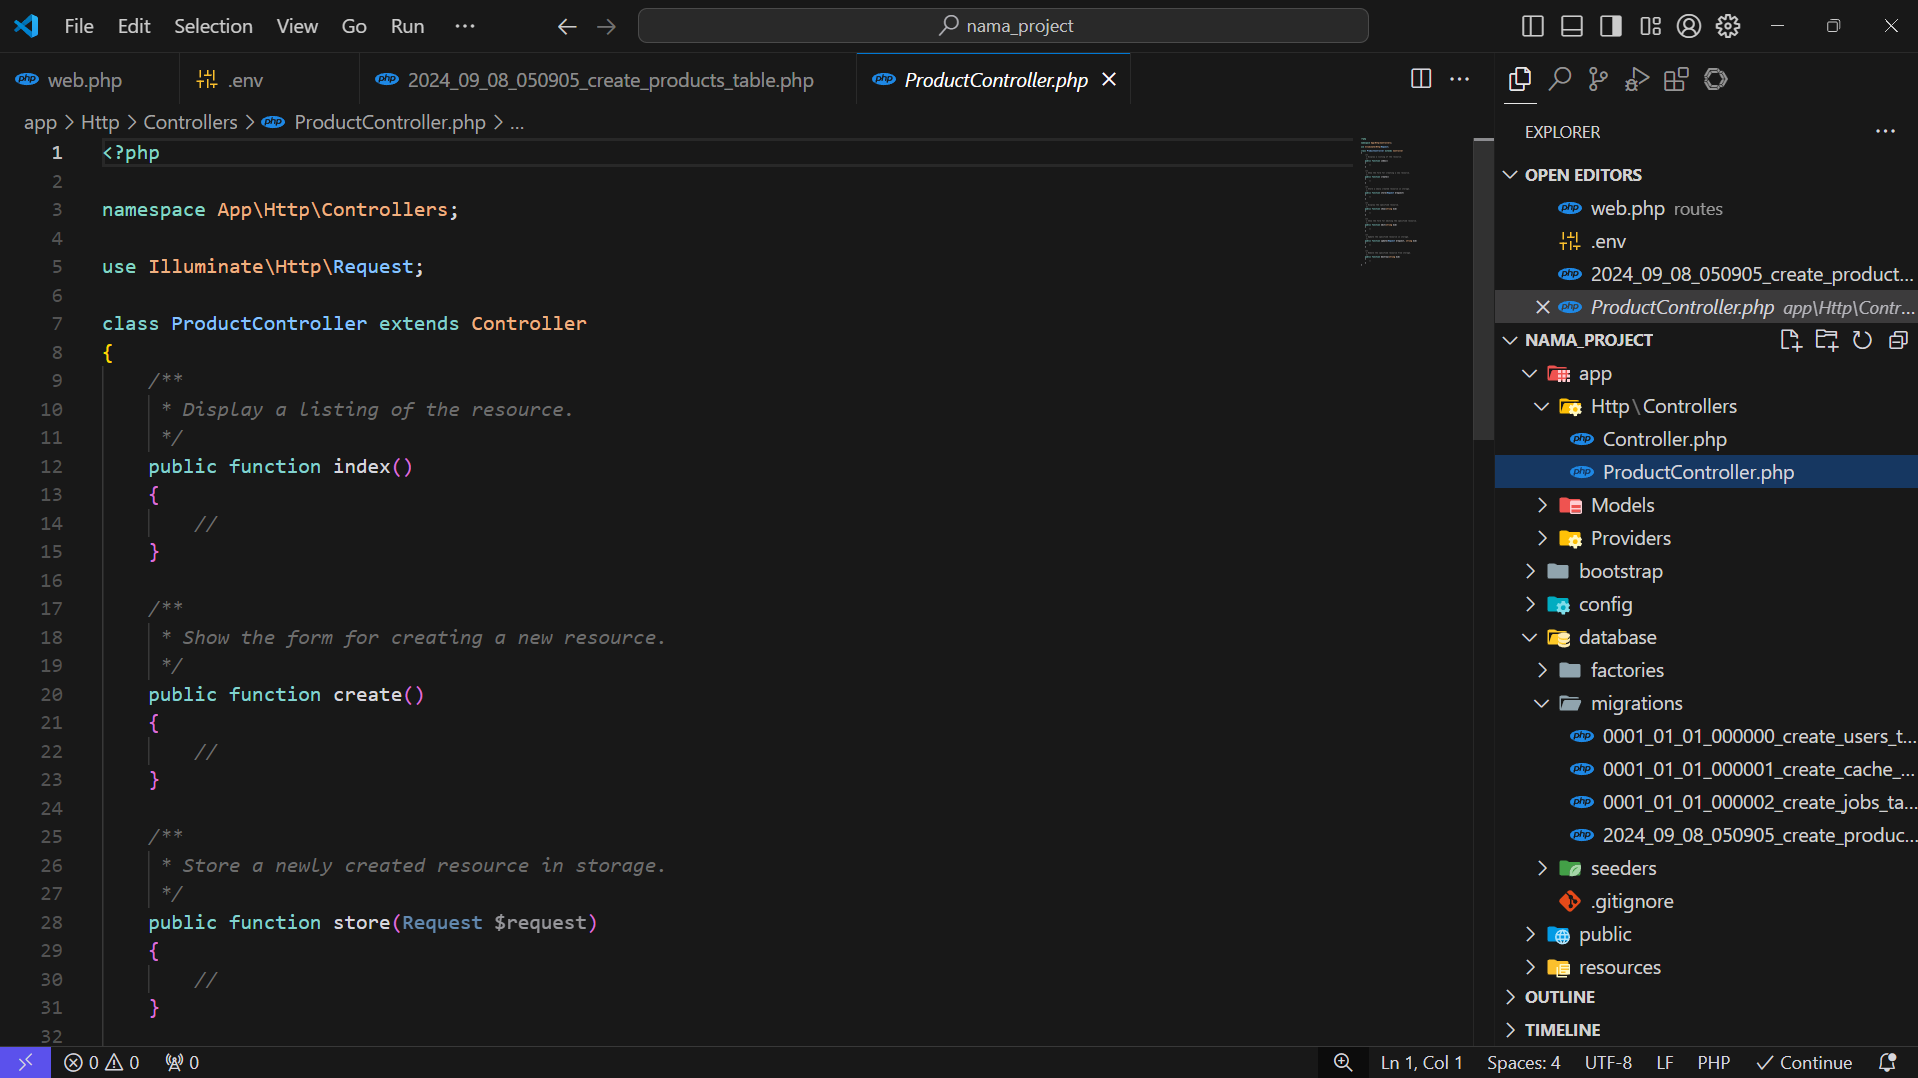 File Edit Selection View Go Run ···
nama_project
web.php
.env
2024_09_08_050905_create_products_table.php
ProductController.php
app > Http > Controllers > ProductController.php > ...
1 <?php
2
3 namespace App\Http\Controllers;
4
5 use Illuminate\Http\Request;
6
7 class ProductController extends Controller
8 {
9 /**
10 * Display a listing of the resource.
11 */
12 public function index()
13 {
14 //
15 }
16
17 /**
18 * Show the form for creating a new resource.
19 */
20 public function create()
21 {
22 //
23 }
24
25 /**
26 * Store a newly created resource in storage.
27 */
28 public function store(Request $request)
29 {
30 //
31 }
32
EXPLORER
OPEN EDITORS
web.php routes
.env
2024_09_08_050905_create_product...
ProductController.php app\Http\Contr...
NAMA_PROJECT
app
Http\Controllers
Controller.php
ProductController.php
Models
Providers
bootstrap
config
database
factories
migrations
0001_01_01_000000_create_users_t...
0001_01_01_000001_create_cache_...
0001_01_01_000002_create_jobs_ta...
2024_09_08_050905_create_produc...
seeders
.gitignore
public
resources
OUTLINE
TIMELINE
0 0 0
Ln 1, Col 1 Spaces: 4 UTF-8 LF PHP Continue